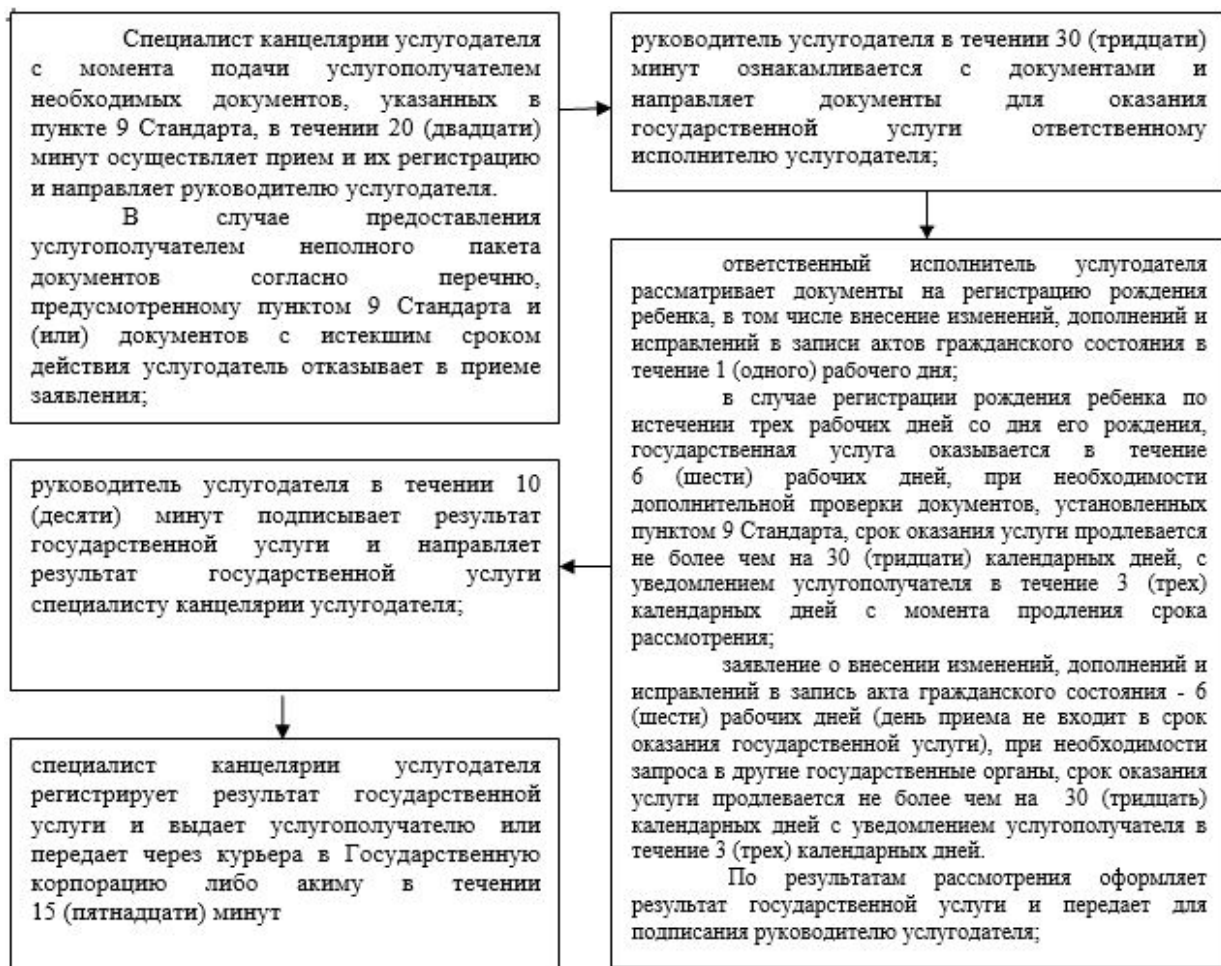 Специалист канцелярии услугодателя
с момента подачи услугополучателем
необходимых документов, указанных в
пункте 9 Стандарта, в течении 20 (двадцати)
минут осуществляет прием и их регистрацию
и направляет руководителю услугодателя.
В случае предоставления
услугополучателем неполного пакета
документов согласно перечню,
предусмотренному пунктом 9 Стандарта и
(или) документов с истекшим сроком
действия услугодатель отказывает в приеме
заявления;
руководитель услугодателя в течении 30 (тридцати)
минут ознакамливается с документами и
направляет документы для оказания
государственной услуги ответственному
исполнителю услугодателя;
ответственный исполнитель услугодателя
рассматривает документы на регистрацию рождения
ребенка, в том числе внесение изменений, дополнений и
исправлений в записи актов гражданского состояния в
течение 1 (одного) рабочего дня;
в случае регистрации рождения ребенка по
истечении трех рабочих дней со дня его рождения,
государственная услуга оказывается в течение
6 (шести) рабочих дней, при необходимости
дополнительной проверки документов, установленных
пунктом 9 Стандарта, срок оказания услуги продлевается
не более чем на 30 (тридцати) календарных дней, с
уведомлением услугополучателя в течение 3 (трех)
календарных дней с момента продления срока
рассмотрения;
заявление о внесении изменений, дополнений и
исправлений в запись акта гражданского состояния - 6
(шести) рабочих дней (день приема не входит в срок
оказания государственной услуги), при необходимости
запроса в другие государственные органы, срок оказания
услуги продлевается не более чем на 30 (тридцать)
календарных дней с уведомлением услугополучателя в
течение 3 (трех) календарных дней.
По результатам рассмотрения оформляет
результат государственной услуги и передает для
подписания руководителю услугодателя;
руководитель услугодателя в течении 10
(десяти) минут подписывает результат
государственной услуги и направляет
результат государственной услуги
специалисту канцелярии услугодателя;
специалист канцелярии услугодателя
регистрирует результат государственной
услуги и выдает услугополучателю или
передает через курьера в Государственную
корпорацию либо акиму в течении
15 (пятнадцати) минут